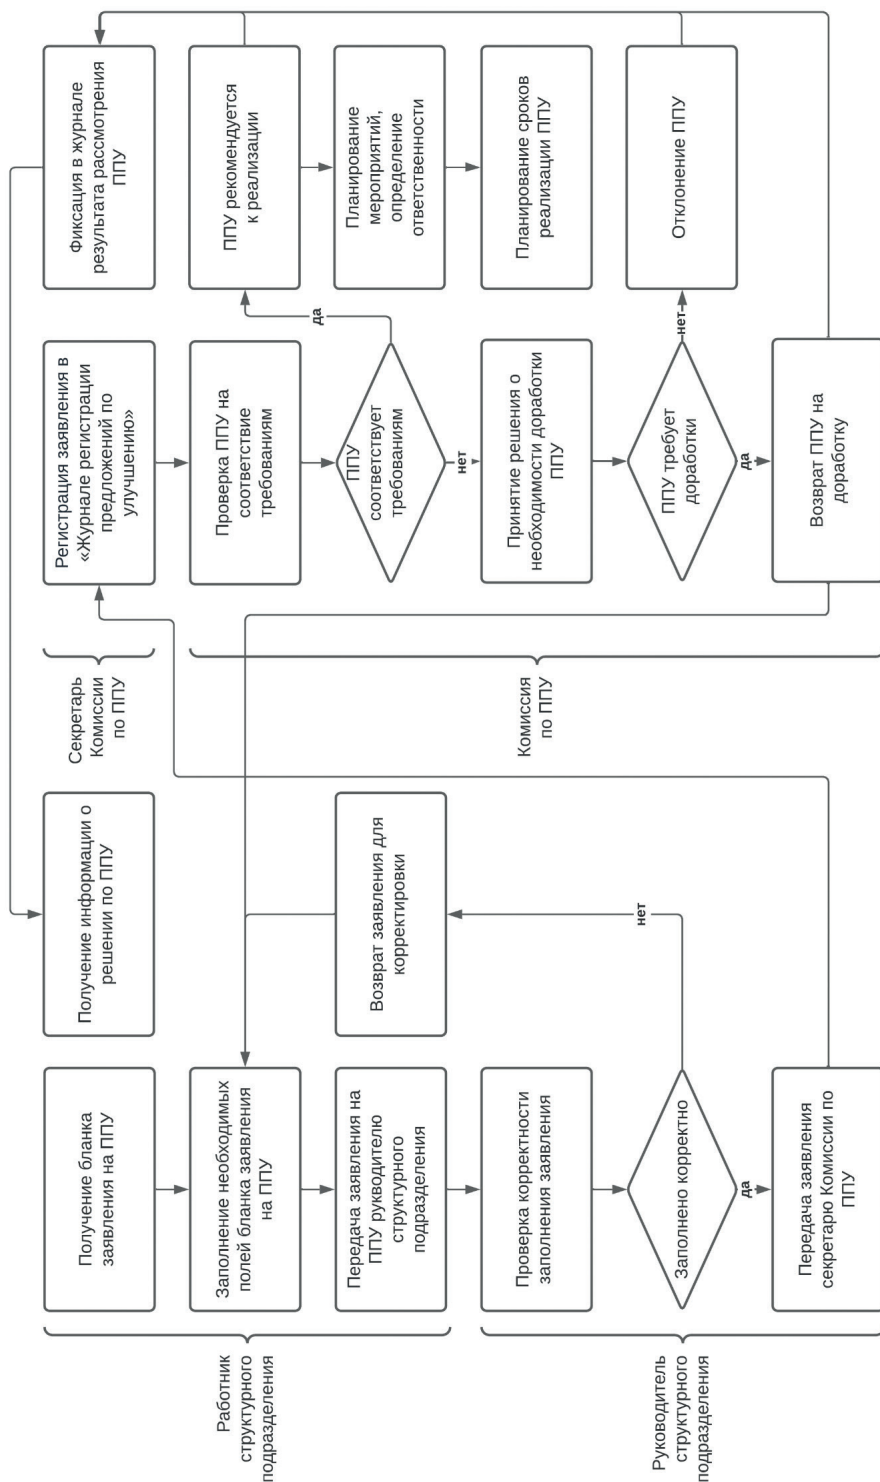 Работник
структурного
подразделения
Руководитель
структурного
подразделения
Получение бланка
заявления на ППУ
Заполнение необходимых
полей бланка заявления
на ППУ
Передача заявления на
ППУ рукводителю
структурного
подразделения
Проверка корректности
заполнения заявления
Заполнено корректно
да
нет
Передача заявления
секретарю Комиссии по
ППУ
Получение информации о
решении по ППУ
Возврат заявления для
корректировки
Секретарь
Комиссии
по ППУ
Комиссия
по ППУ
Регистрация заявления в
«Журнале регистрации
предложений по
улучшению»
Проверка ППУ на
соответствие
требованиям
ППУ
соответствует
требованиям
да
нет
Принятие решения о
необходимости доработки
ППУ
ППУ требует
доработки
нет
да
Возврат ППУ на
доработку
Фиксация в журнале
результата рассмотрения
ППУ
ППУ рекомендуется
к реализации
Планирование
мероприятий,
определение
ответственности
Планирование сроков
реализации ППУ
Отклонение ППУ